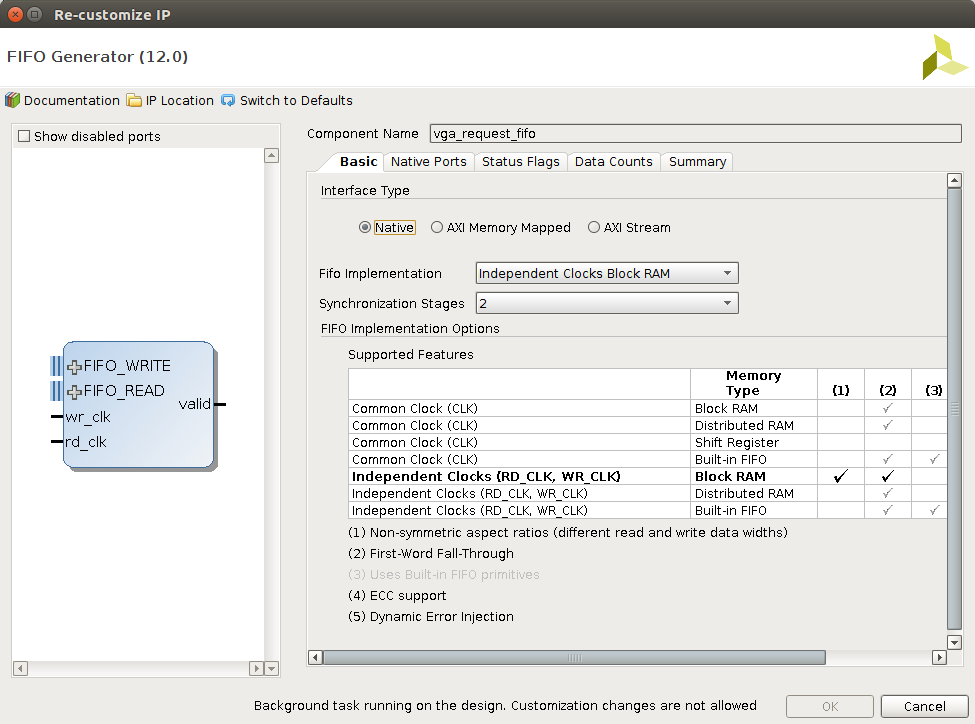 Re-customize IP
FIFO Generator (12.0)
Documentation IP Location Switch to Defaults
Show disabled ports
FIFO_WRITE
FIFO_READ
valid
wr_clk
rd_clk
Component Name vga_request_fifo
Basic Native Ports Status Flags Data Counts Summary
Interface Type
Native AXI Memory Mapped AXI Stream
Fifo Implementation Independent Clocks Block RAM
Synchronization Stages 2
FIFO Implementation Options
Supported Features
Memory
Type (1) (2) (3)
Common Clock (CLK) Block RAM ✓
Common Clock (CLK) Distributed RAM ✓
Common Clock (CLK) Shift Register
Common Clock (CLK) Built-in FIFO ✓ ✓
Independent Clocks (RD_CLK, WR_CLK) Block RAM ✓ ✓
Independent Clocks (RD_CLK, WR_CLK) Distributed RAM ✓
Independent Clocks (RD_CLK, WR_CLK) Built-in FIFO ✓ ✓
(1) Non-symmetric aspect ratios (different read and write data widths)
(2) First-Word Fall-Through
(3) Uses Built-in FIFO primitives
(4) ECC support
(5) Dynamic Error Injection
Background task running on the design. Customization changes are not allowed OK Cancel